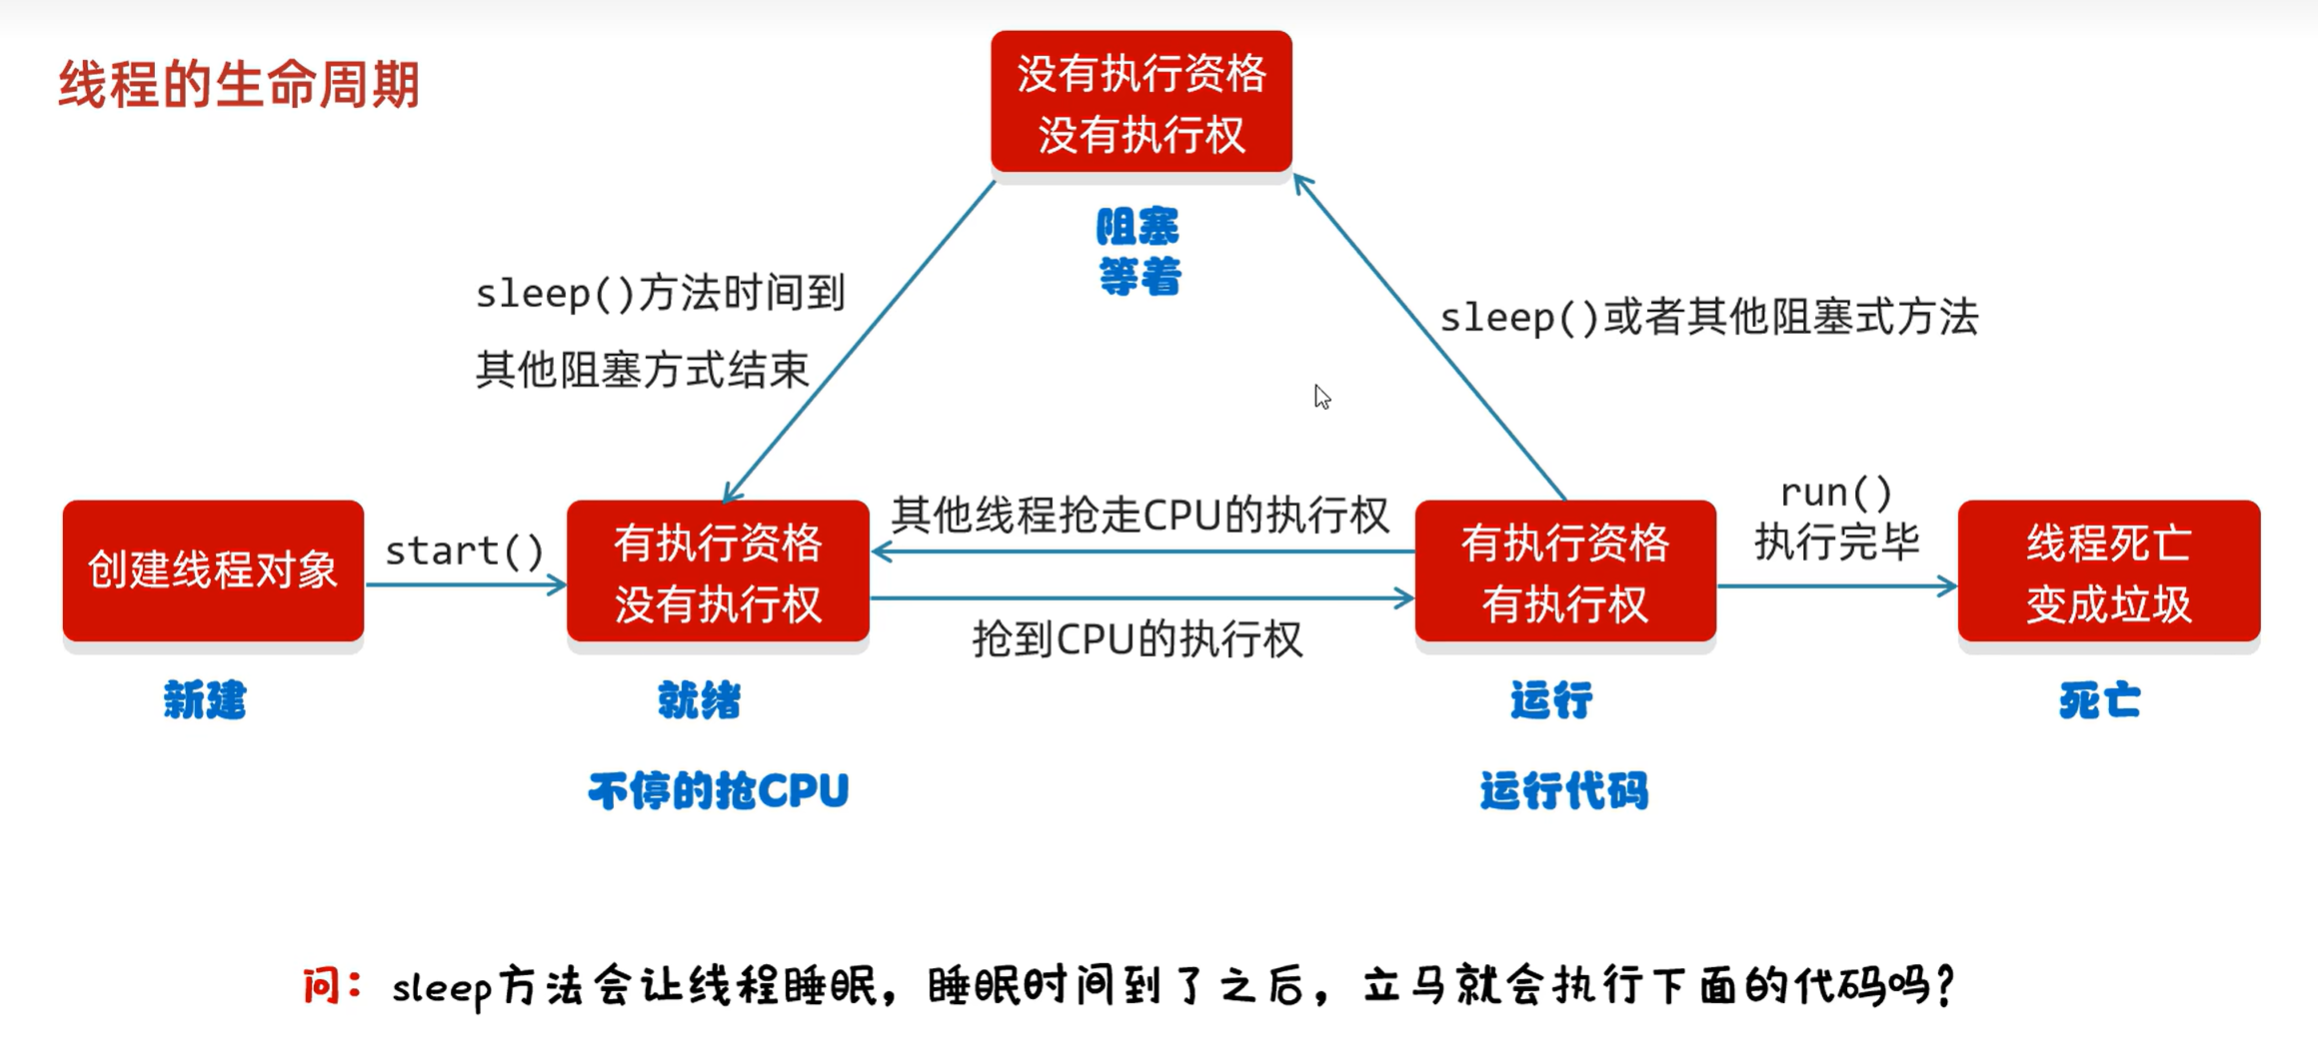 线程的生命周期
没有执行资格
没有执行权
阻塞
等着
sleep()方法时间到
其他阻塞方式结束
sleep()或者其他阻塞式方法
创建线程对象
新建
start()
有执行资格
没有执行权
就绪
不停的抢CPU
其他线程抢走CPU的执行权
抢到CPU的执行权
有执行资格
有执行权
运行
运行代码
run()
执行完毕
线程死亡
变成垃圾
死亡
问：sleep方法会让线程睡眠，睡眠时间到了之后，立马就会执行下面的代码吗？